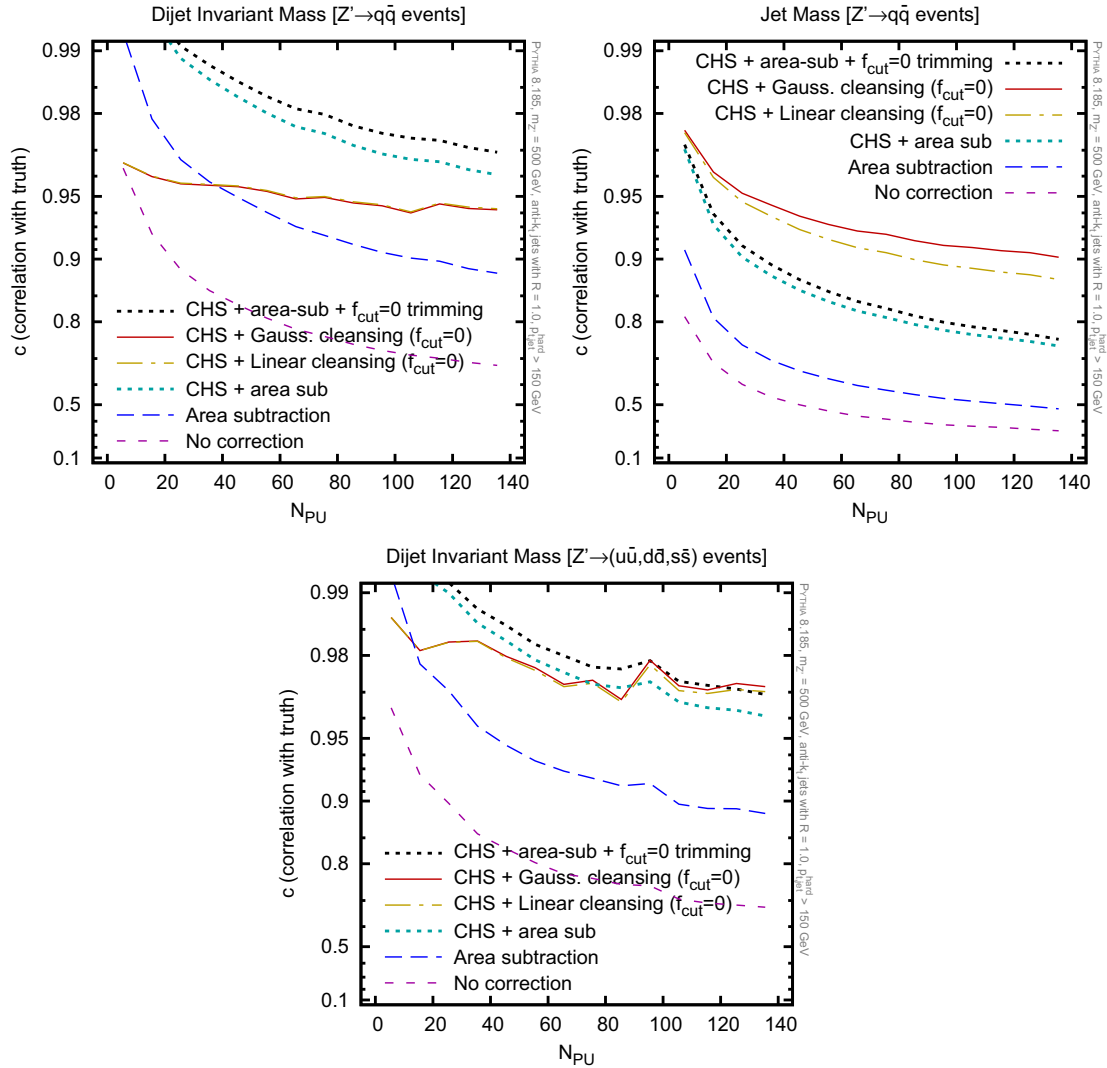 Dijet Invariant Mass [Z'→qq̄ events]
c (correlation with truth)
0.99
0.98
0.95
0.9
0.8
0.5
0.1
CHS + area-sub + f_cut=0 trimming
CHS + Gauss. cleansing (f_cut=0)
CHS + Linear cleansing (f_cut=0)
CHS + area sub
Area subtraction
No correction
0 20 40 60 80 100 120 140
N_PU
PYTHIA 8.185, m_Z' = 500 GeV, anti-k_t jets with R = 1.0, p_t,jet^hard > 150 GeV
Jet Mass [Z'→qq̄ events]
c (correlation with truth)
0.99
0.98
0.95
0.9
0.8
0.5
0.1
CHS + area-sub + f_cut=0 trimming
CHS + Gauss. cleansing (f_cut=0)
CHS + Linear cleansing (f_cut=0)
CHS + area sub
Area subtraction
No correction
0 20 40 60 80 100 120 140
N_PU
PYTHIA 8.185, m_Z' = 500 GeV, anti-k_t jets with R = 1.0, p_t,jet^hard > 150 GeV
Dijet Invariant Mass [Z'→(uū,dd̄,ss̄) events]
c (correlation with truth)
0.99
0.98
0.95
0.9
0.8
0.5
0.1
CHS + area-sub + f_cut=0 trimming
CHS + Gauss. cleansing (f_cut=0)
CHS + Linear cleansing (f_cut=0)
CHS + area sub
Area subtraction
No correction
0 20 40 60 80 100 120 140
N_PU
PYTHIA 8.185, m_Z' = 500 GeV, anti-k_t jets with R = 1.0, p_t,jet^hard > 150 GeV